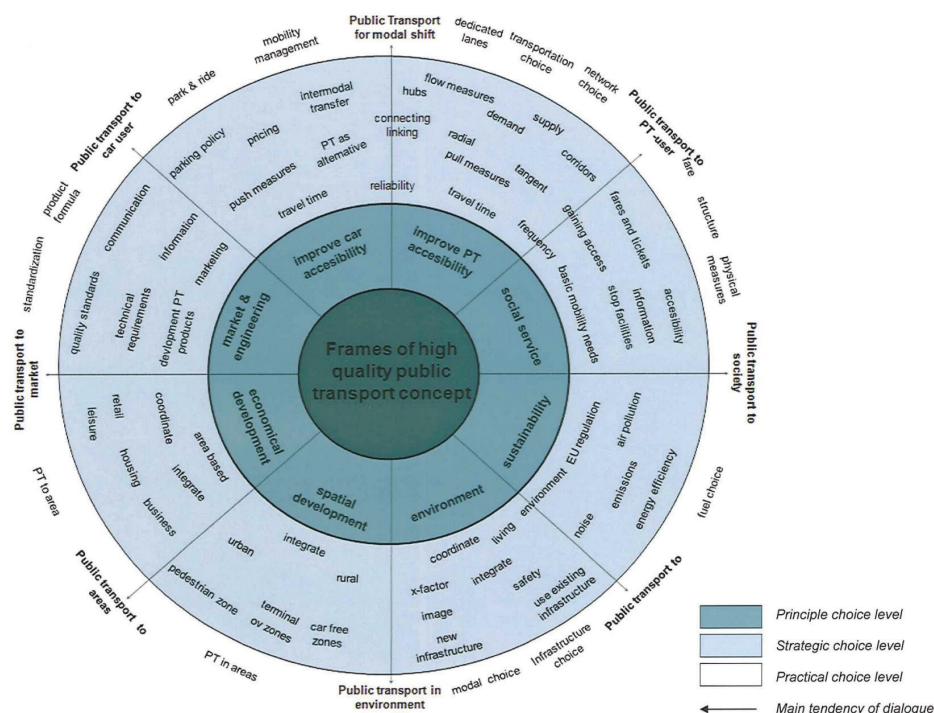 Public Transport
for modal shift
dedicated
lanes
transportation
choice
network
choice
Public transport to
PT -user
fare
structure
physical
measures
Public transport to
society
fuel choice
Public transport to
Infrastructure
choice
modal choice
Public transport in
environment
PT in areas
Public transport to
areas
PT to area
Public transport to
market
standardization
product
formula
Public transport to
car user
park & ride
mobility
management
intermodal
transfer
pricing
parking policy
PT as
alternative
push measures
travel time
hubs
flow measures
demand
supply
corridors
connecting
linking
radial
pull measures
tangent
travel time
reliability
frequency
gaining access
fares and tickets
basic mobility needs
stop facilities
information
accesibility
communication
information
marketing
quality standards
technical
requirements
devlopment PT
products
improve car
accesibility
improve PT
accesibility
market &
engineering
social service
Frames of high
quality public
transport concept
economical
development
sustainability
spatial
development
environment
leisure
retail
coordinate
area based
housing
integrate
business
EU regulation
air pollution
emissions
energy efficiency
noise
urban
integrate
rural
pedestrian zone
terminal
ov zones
car free
zones
coordinate
living
environment
x-factor
integrate
safety
use existing
infrastructure
image
new
infrastructure
Principle choice level
Strategic choice level
Practical choice level
Main tendency of dialogue